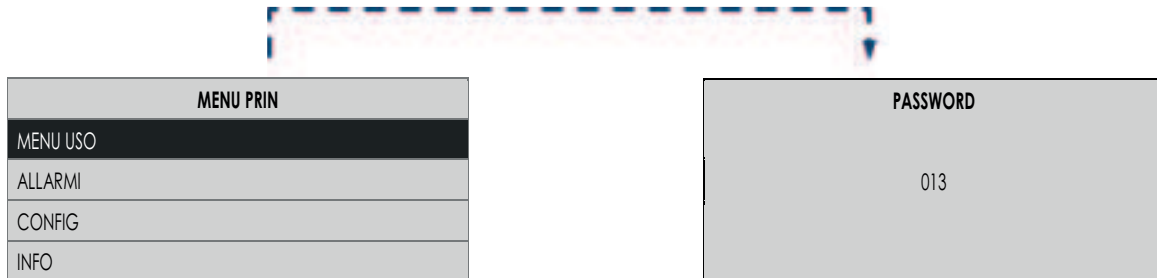 MENU PRIN
MENU USO
ALLARMI
CONFIG
INFO
PASSWORD
013